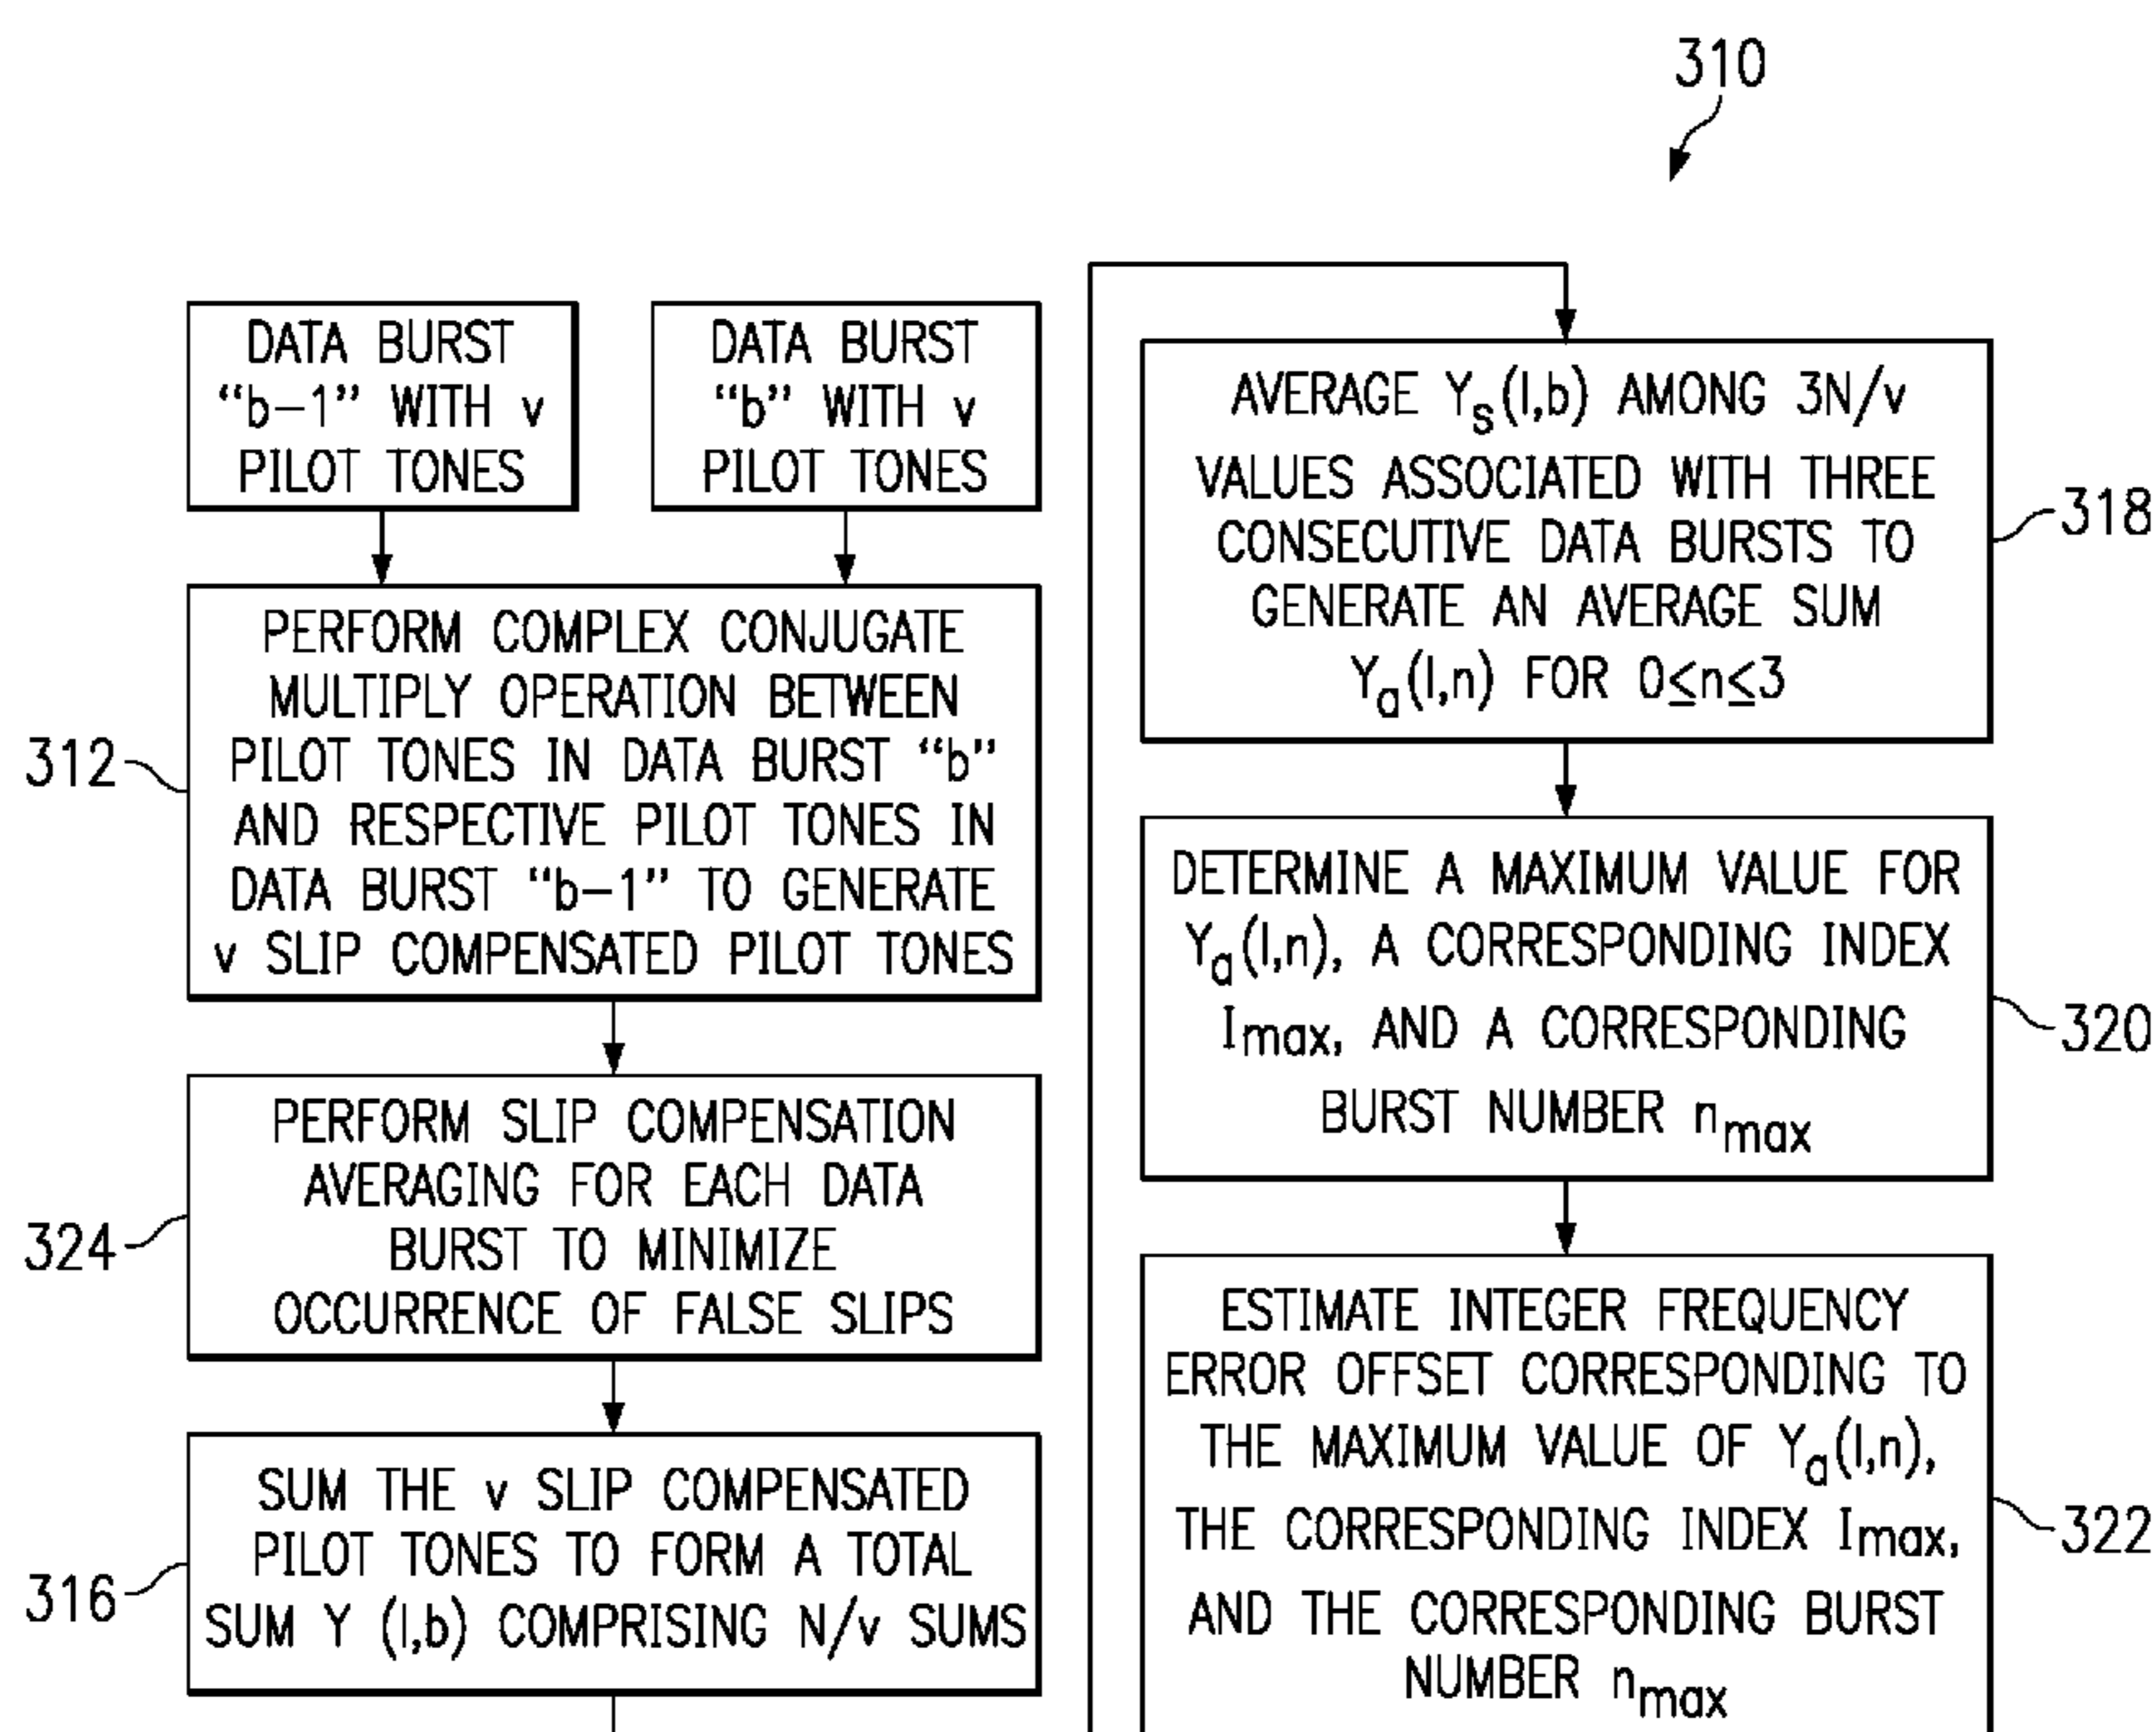 310
DATA BURST
“b–1” WITH v
PILOT TONES
DATA BURST
“b” WITH v
PILOT TONES
312
PERFORM COMPLEX CONJUGATE
MULTIPLY OPERATION BETWEEN
PILOT TONES IN DATA BURST “b”
AND RESPECTIVE PILOT TONES IN
DATA BURST “b–1” TO GENERATE
v SLIP COMPENSATED PILOT TONES
324
PERFORM SLIP COMPENSATION
AVERAGING FOR EACH DATA
BURST TO MINIMIZE
OCCURRENCE OF FALSE SLIPS
316
SUM THE v SLIP COMPENSATED
PILOT TONES TO FORM A TOTAL
SUM Y (l,b) COMPRISING N/v SUMS
AVERAGE Ys(l,b) AMONG 3N/v
VALUES ASSOCIATED WITH THREE
CONSECUTIVE DATA BURSTS TO
GENERATE AN AVERAGE SUM
Ya(l,n) FOR 0≤n≤3
318
DETERMINE A MAXIMUM VALUE FOR
Ya(l,n), A CORRESPONDING INDEX
Imax, AND A CORRESPONDING
BURST NUMBER nmax
320
ESTIMATE INTEGER FREQUENCY
ERROR OFFSET CORRESPONDING TO
THE MAXIMUM VALUE OF Ya(l,n),
THE CORRESPONDING INDEX Imax,
AND THE CORRESPONDING BURST
NUMBER nmax
322